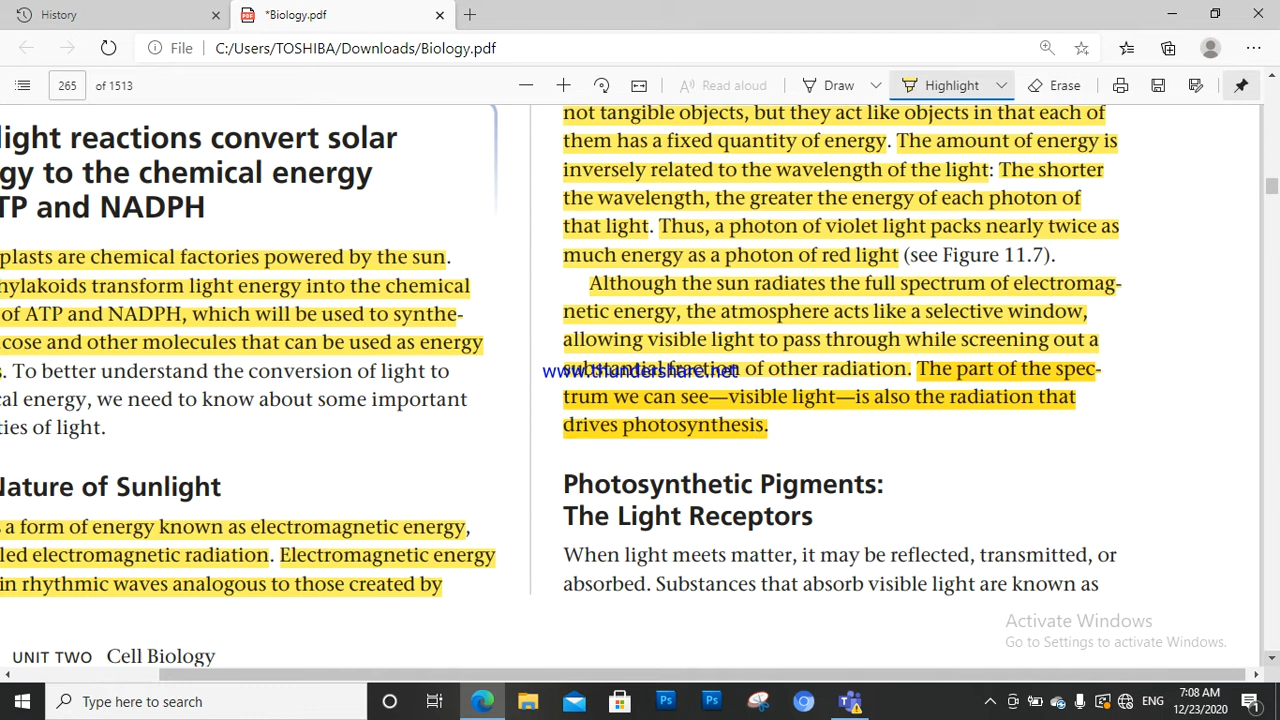 History
*Biology.pdf
File
C:/Users/TOSHIBA/Downloads/Biology.pdf
265
of 1513
Read aloud
Draw
Highlight
Erase
light reactions convert solar
gy to the chemical energy
TP and NADPH
plasts are chemical factories powered by the sun.
hylakoids transform light energy into the chemical
of ATP and NADPH, which will be used to synthe-
cose and other molecules that can be used as energy
s. To better understand the conversion of light to
cal energy, we need to know about some important
ties of light.
Nature of Sunlight
s a form of energy known as electromagnetic energy,
led electromagnetic radiation. Electromagnetic energy
in rhythmic waves analogous to those created by
UNIT TWO Cell Biology
not tangible objects, but they act like objects in that each of
them has a fixed quantity of energy. The amount of energy is
inversely related to the wavelength of the light: The shorter
the wavelength, the greater the energy of each photon of
that light. Thus, a photon of violet light packs nearly twice as
much energy as a photon of red light (see Figure 11.7).
Although the sun radiates the full spectrum of electromag-
netic energy, the atmosphere acts like a selective window,
allowing visible light to pass through while screening out a
substantial fraction of other radiation. The part of the spec-
www.thundershare.net
trum we can see—visible light—is also the radiation that
drives photosynthesis.
Photosynthetic Pigments:
The Light Receptors
When light meets matter, it may be reflected, transmitted, or
absorbed. Substances that absorb visible light are known as
Activate Windows
Go to Settings to activate Windows.
Type here to search
Ps
Ps
ENG
7:08 AM
12/23/2020
1